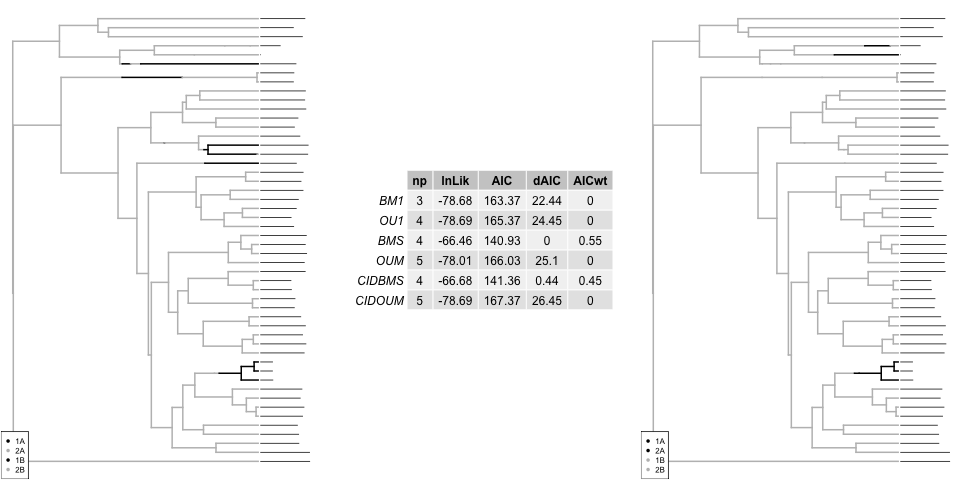 np lnLik AIC dAIC AICwt
BM1 3 -78.68 163.37 22.44 0
OU1 4 -78.69 165.37 24.45 0
BMS 4 -66.46 140.93 0 0.55
OUM 5 -78.01 166.03 25.1 0
CIDBMS 4 -66.68 141.36 0.44 0.45
CIDOUM 5 -78.69 167.37 26.45 0
1A
2A
1B
2B
1A
2A
1B
2B